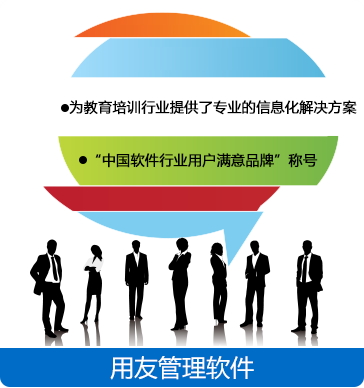 ●为教育培训行业提供了专业的信息化解决方案
●“中国软件行业用户满意品牌”称号
用友管理软件